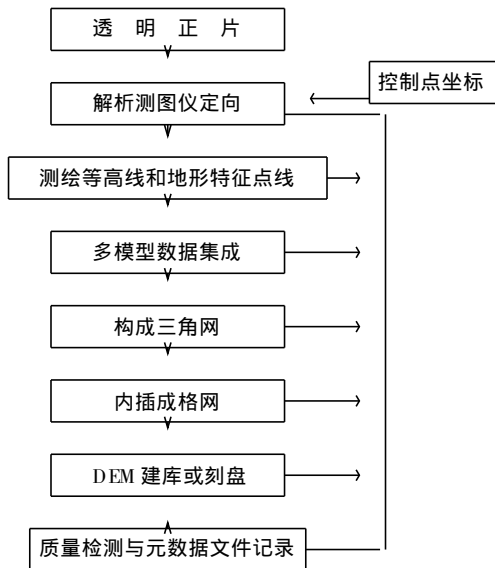 透 明 正 片
控制点坐标
解析测图仪定向
测绘等高线和地形特征点线
多模型数据集成
构成三角网
内插成格网
DEM 建库或刻盘
质量检测与元数据文件记录